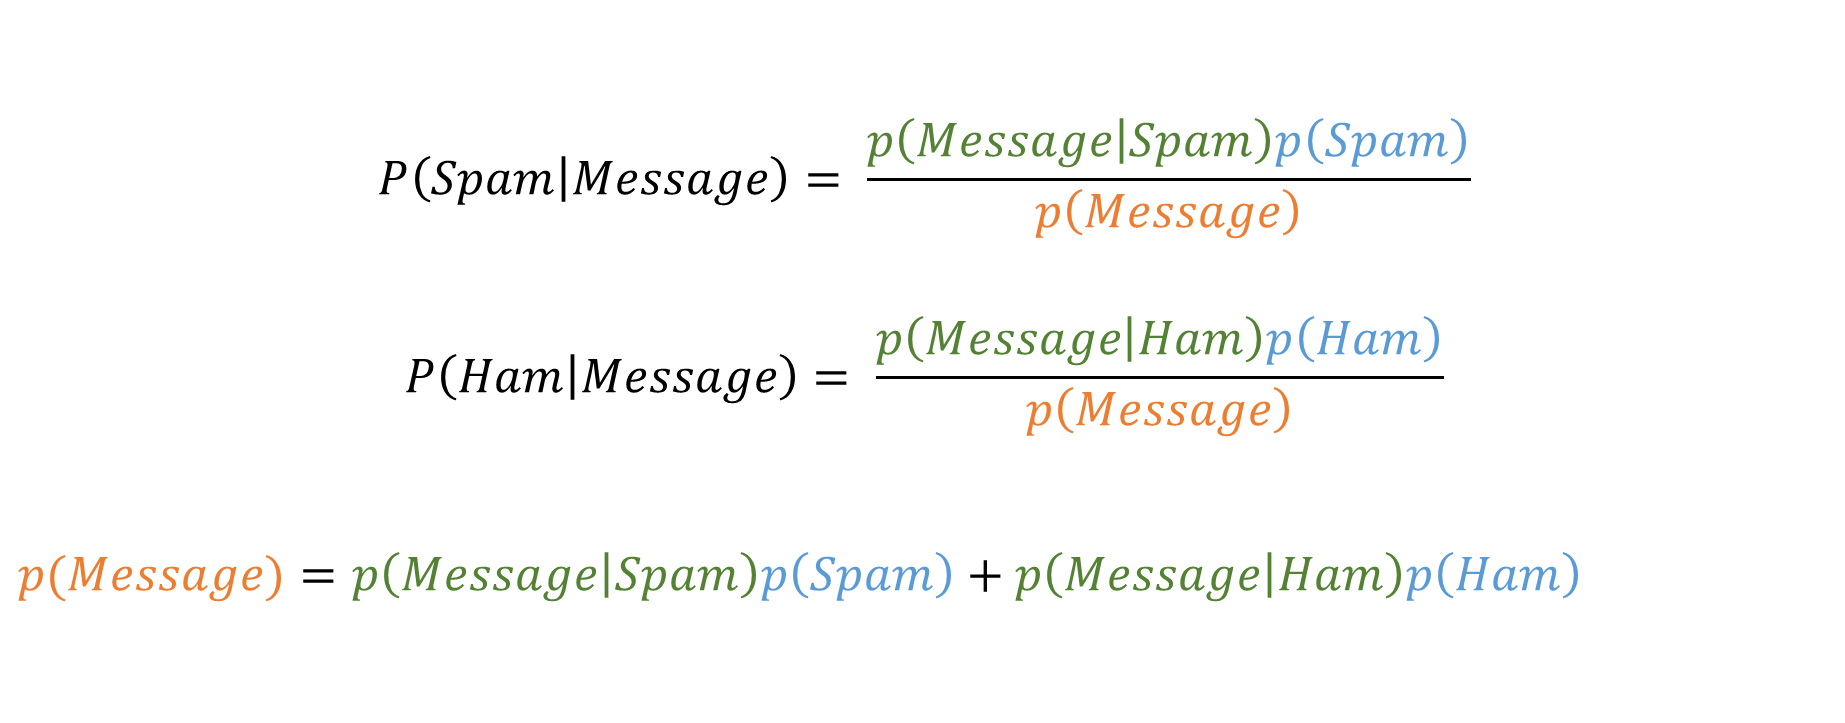 P(Spam|Message) = p(Message|Spam)p(Spam) / p(Message)
P(Ham|Message) = p(Message|Ham)p(Ham) / p(Message)
p(Message) = p(Message|Spam)p(Spam) + p(Message|Ham)p(Ham)